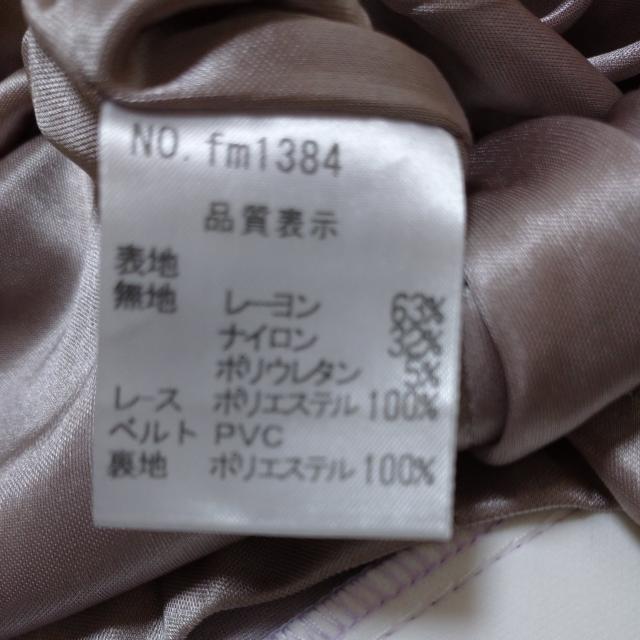 NO. fm1384
品質表示
表地
無地 レーヨン 63%
ナイロン 32%
ポリウレタン 5%
レース ポリエステル 100%
ベルト PVC
裏地 ポリエステル 100%